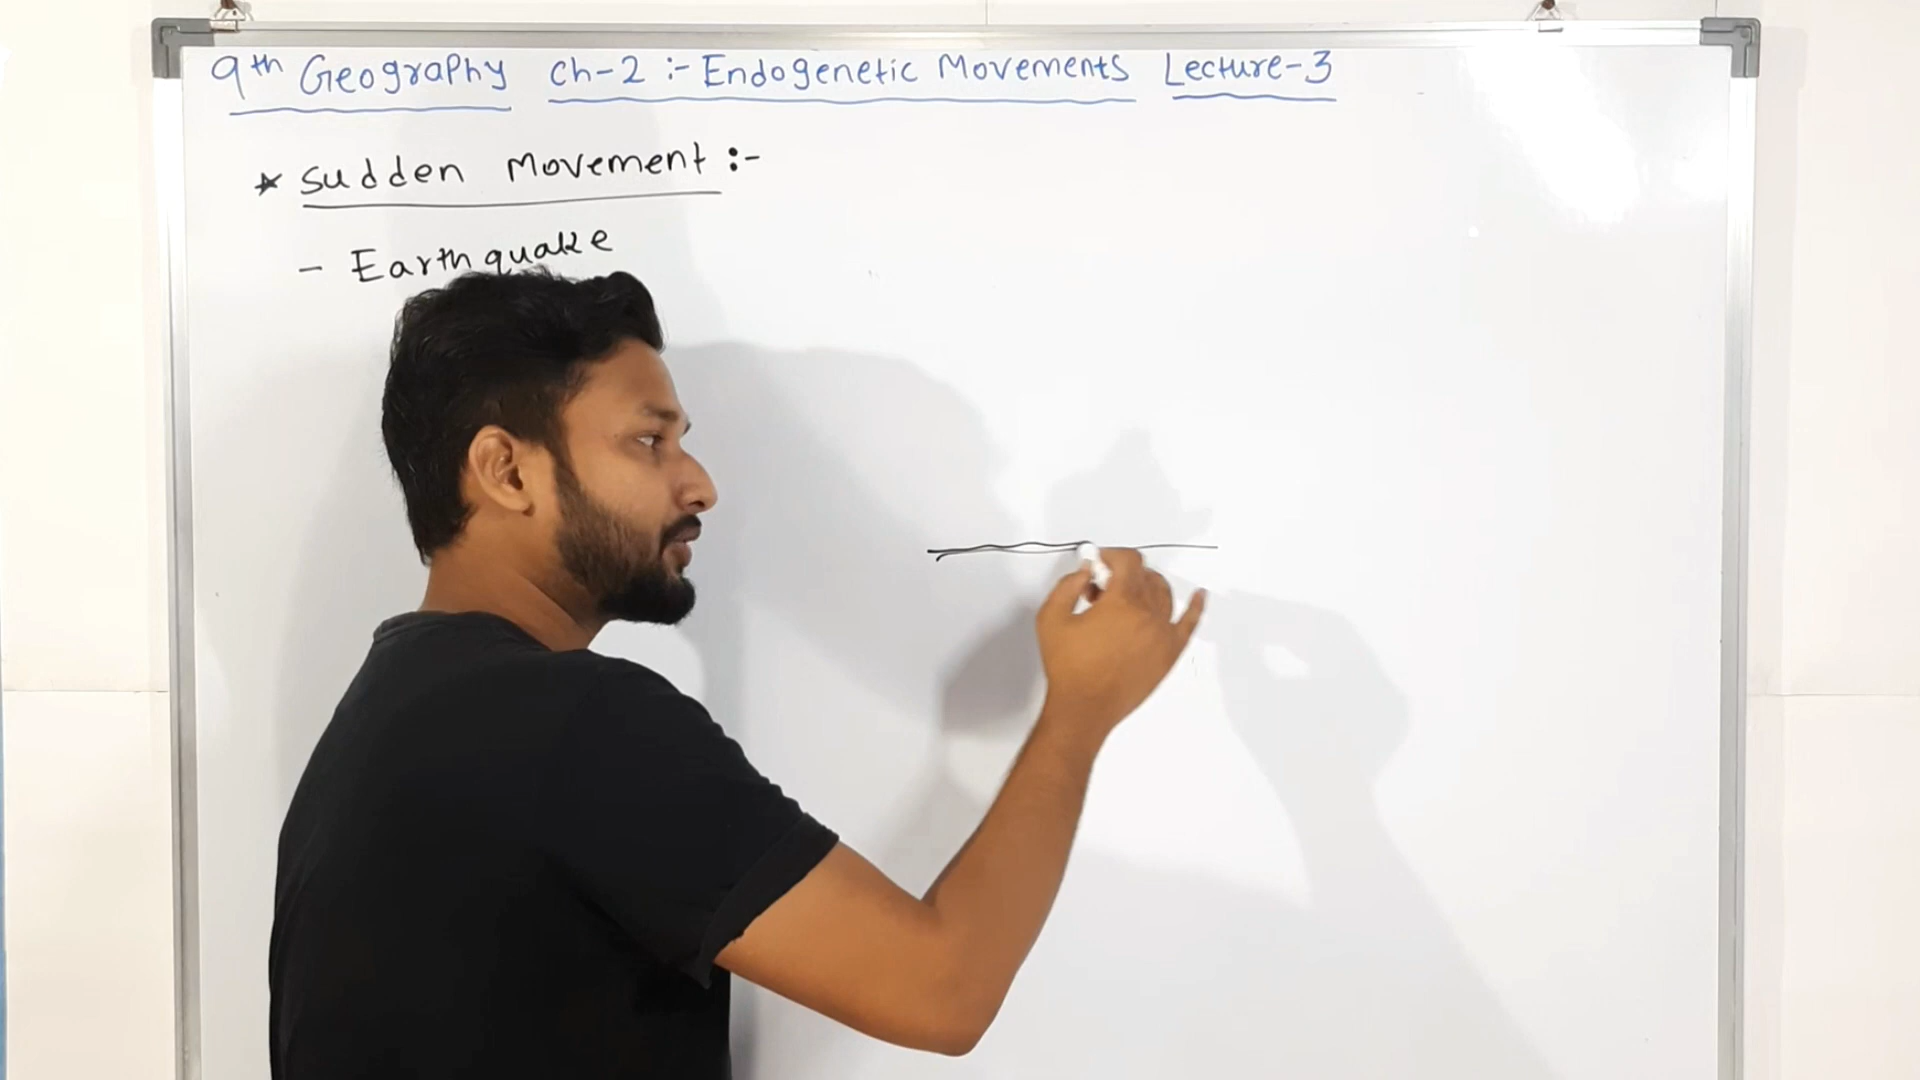 9th Geography Ch-2 :- Endogenetic Movements Lecture-3
* Sudden Movement :-
- Earthquake